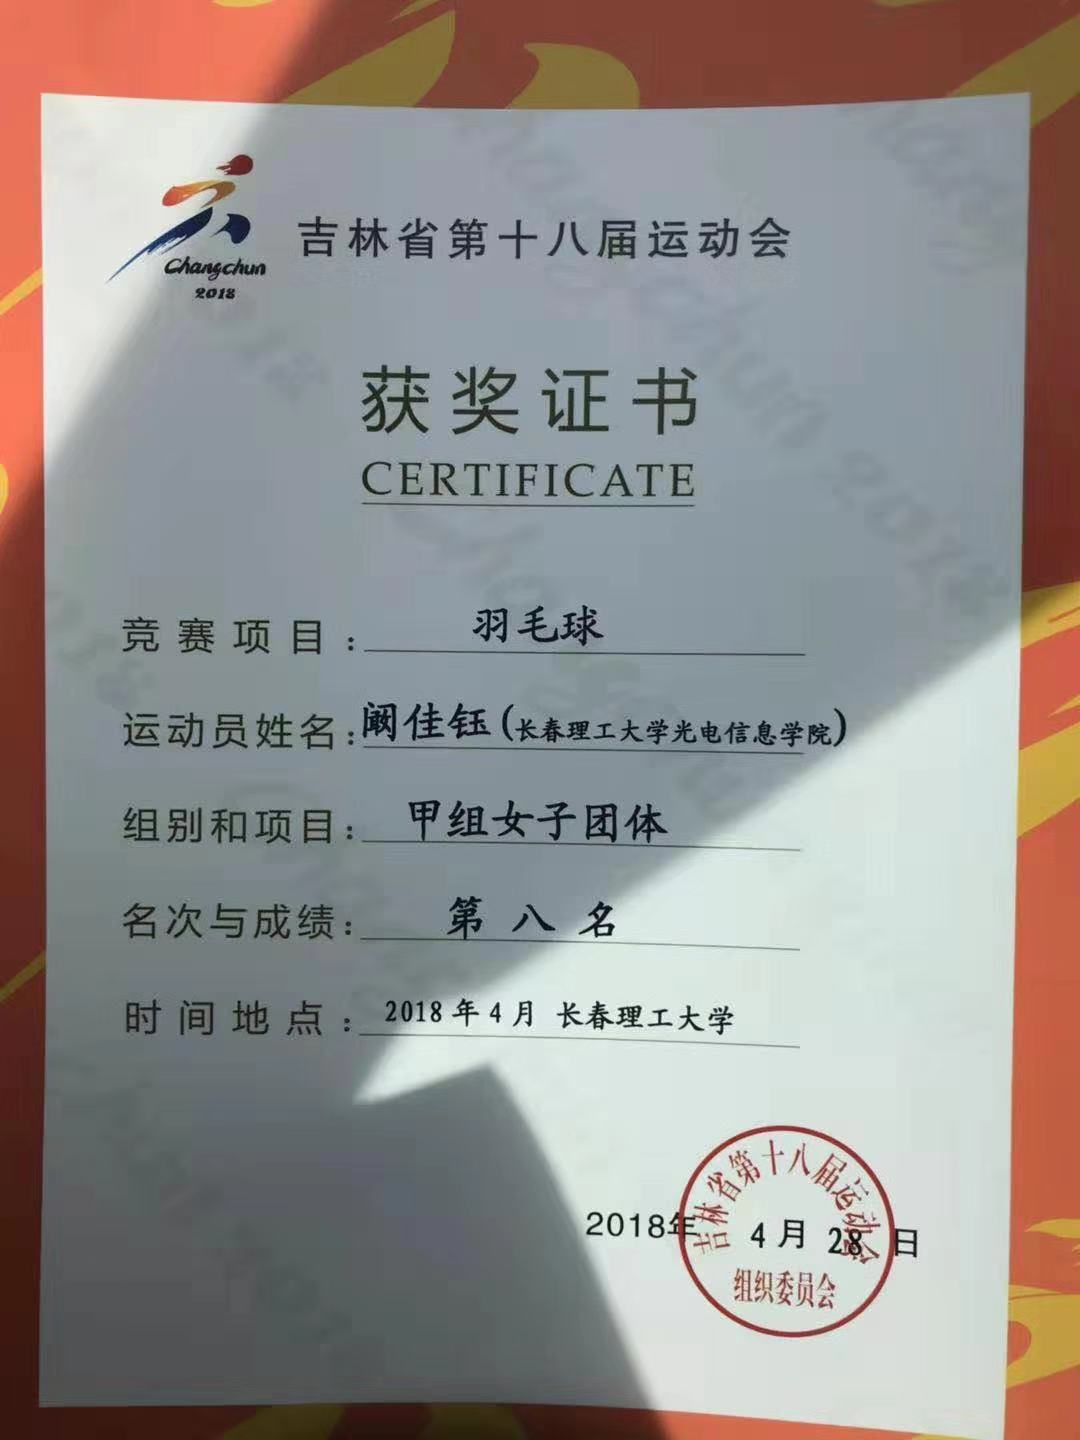 Changchun
2018
吉林省第十八届运动会
获奖证书
CERTIFICATE
竞赛项目：羽毛球
运动员姓名：阚佳钰(长春理工大学光电信息学院)
组别和项目：甲组女子团体
名次与成绩：第八名
时间地点：2018年4月 长春理工大学
2018年 4月 28 日
吉林省第十八届运动会
组织委员会